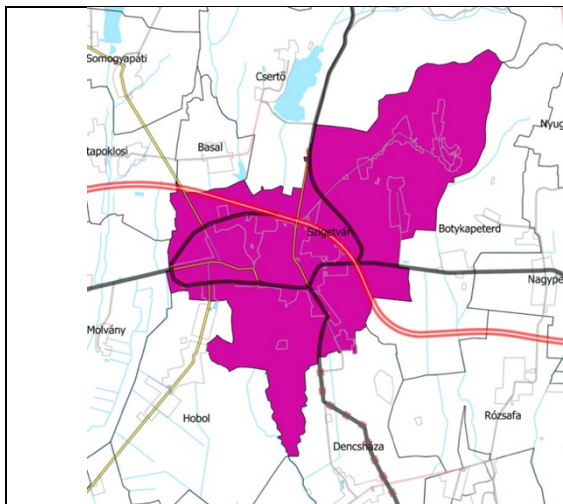 Somogyapáti
Csertő
Basal
tapoklosi
Nyug
Szigetvár
Botykapeterd
Nagype
Molvány
Hobol
Rózsafa
Dencsháza